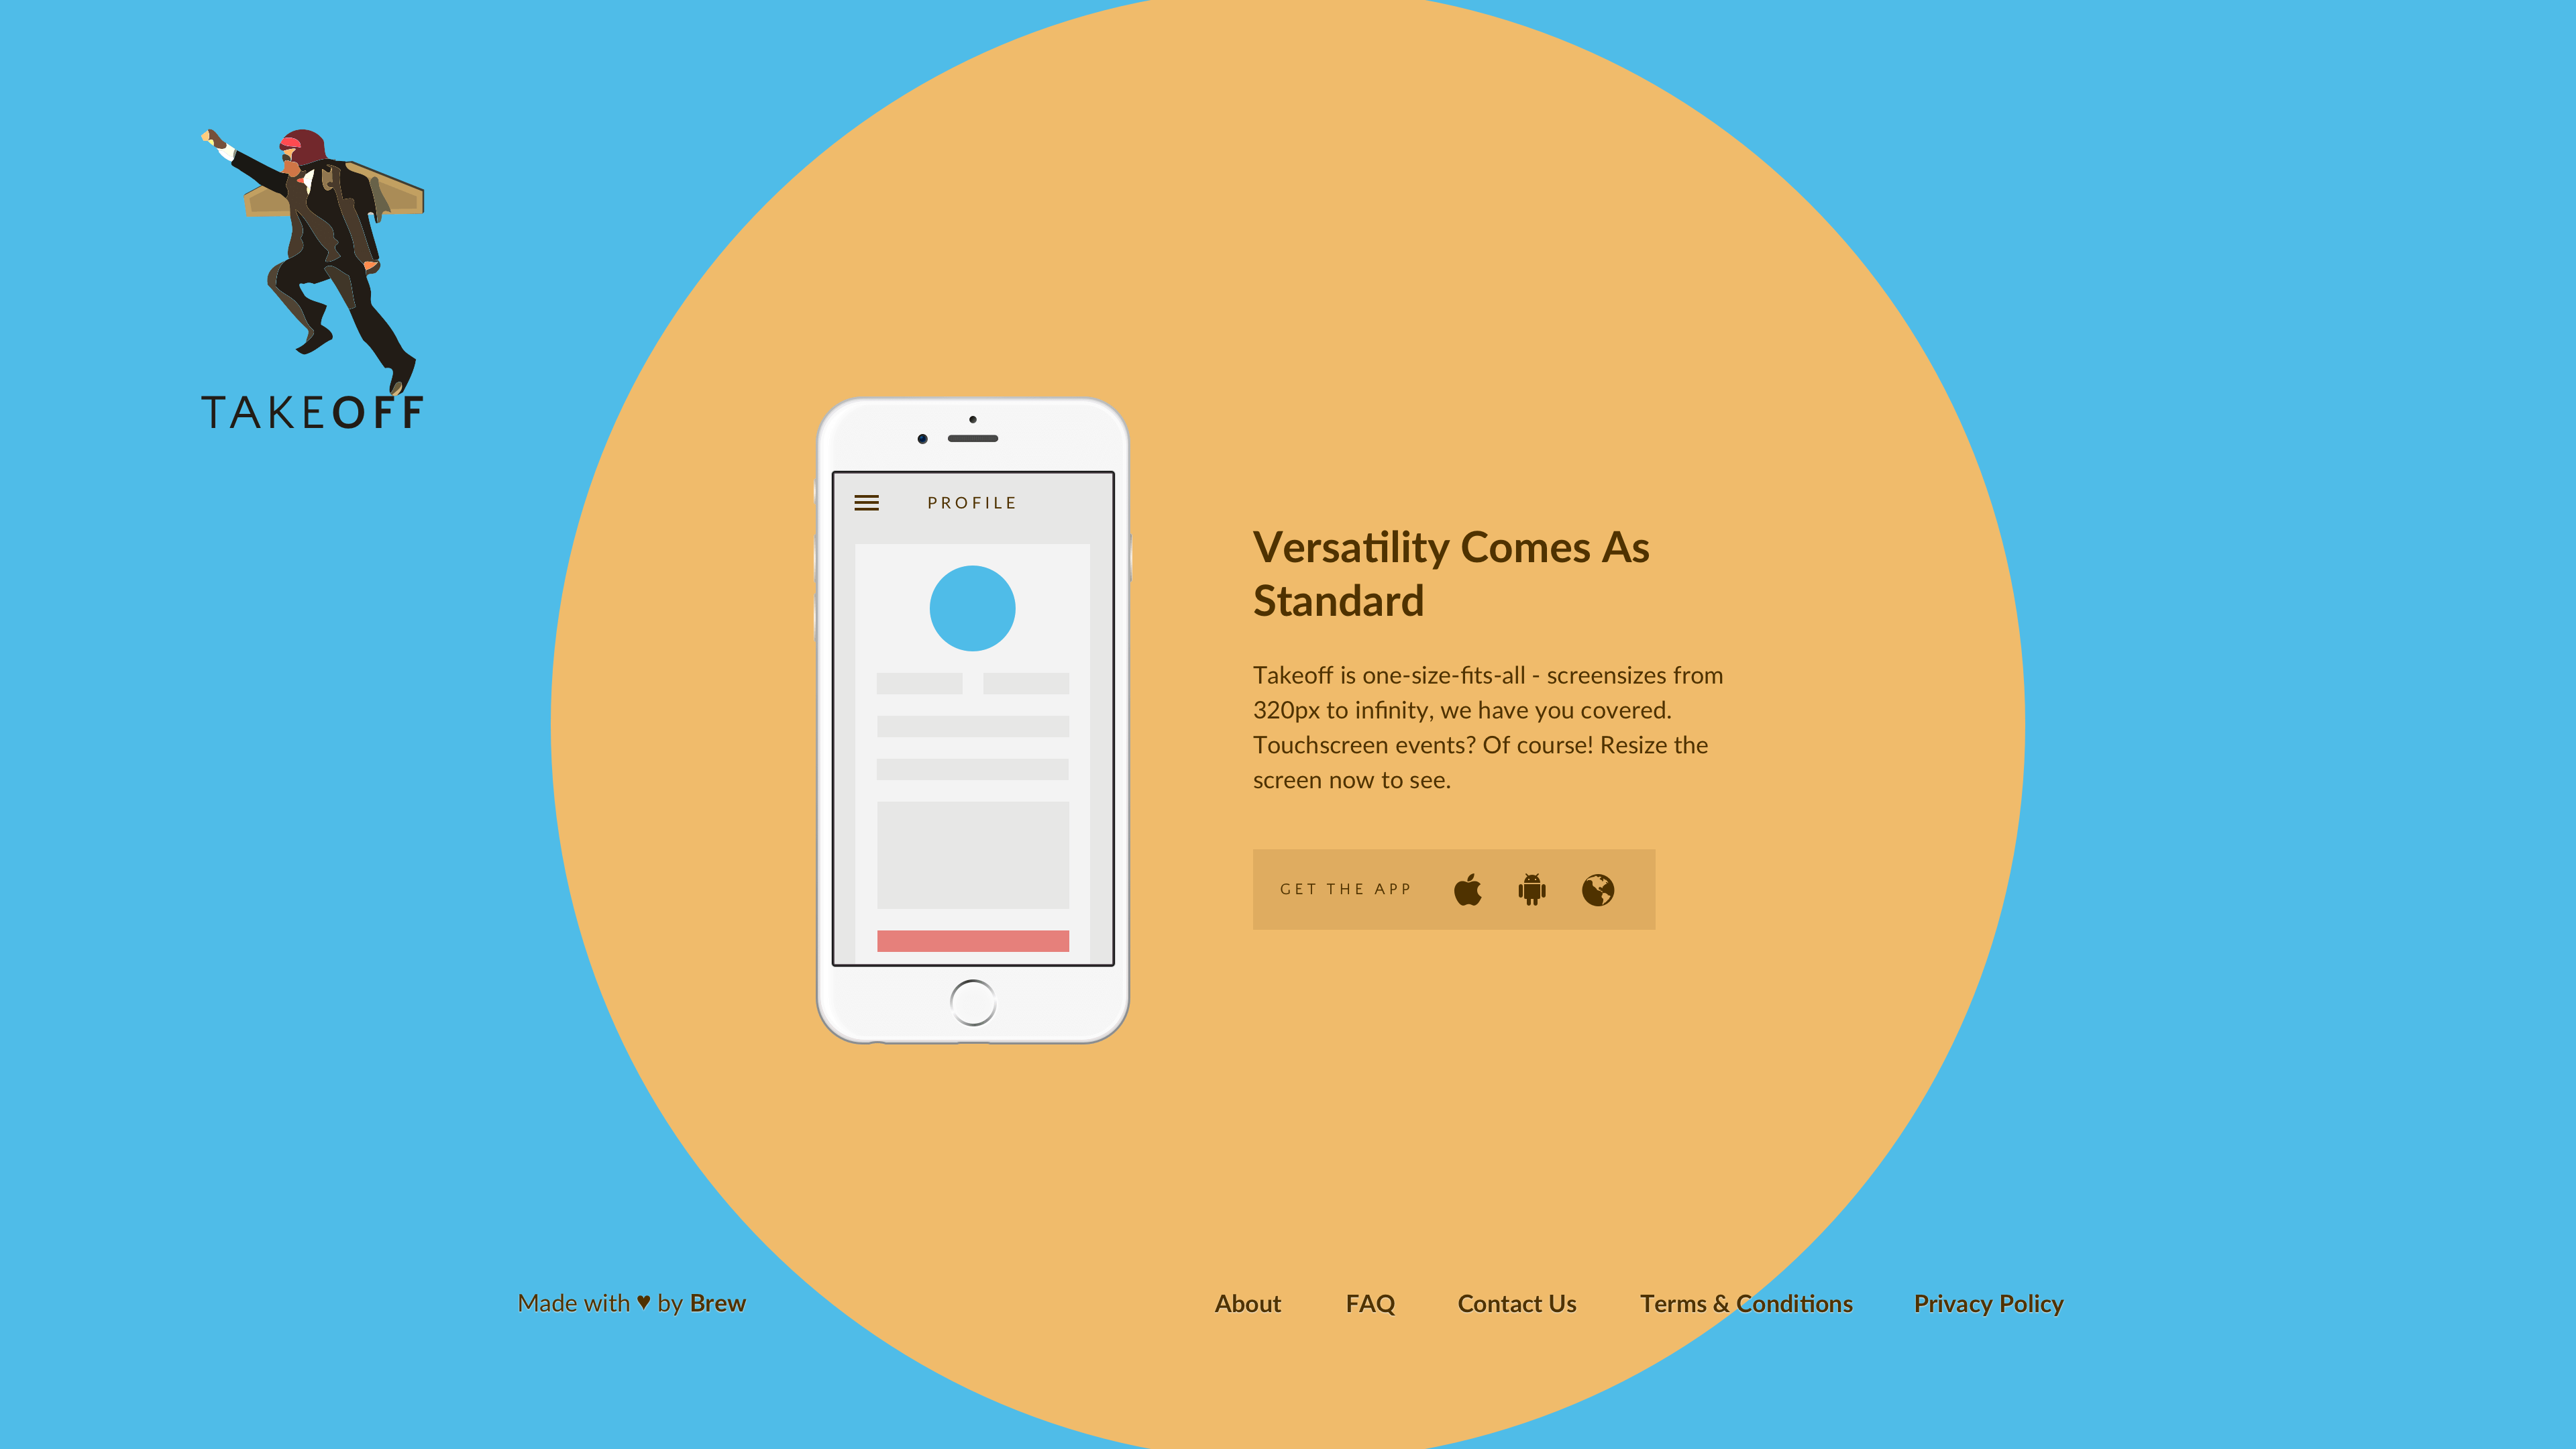 TAKEOFF
PROFILE
Versatility Comes As
Standard
Takeoff is one-size-fits-all - screensizes from
320px to infinity, we have you covered.
Touchscreen events? Of course! Resize the
screen now to see.
GET THE APP
Made with ♥ by Brew
About FAQ Contact Us Terms & Conditions Privacy Policy